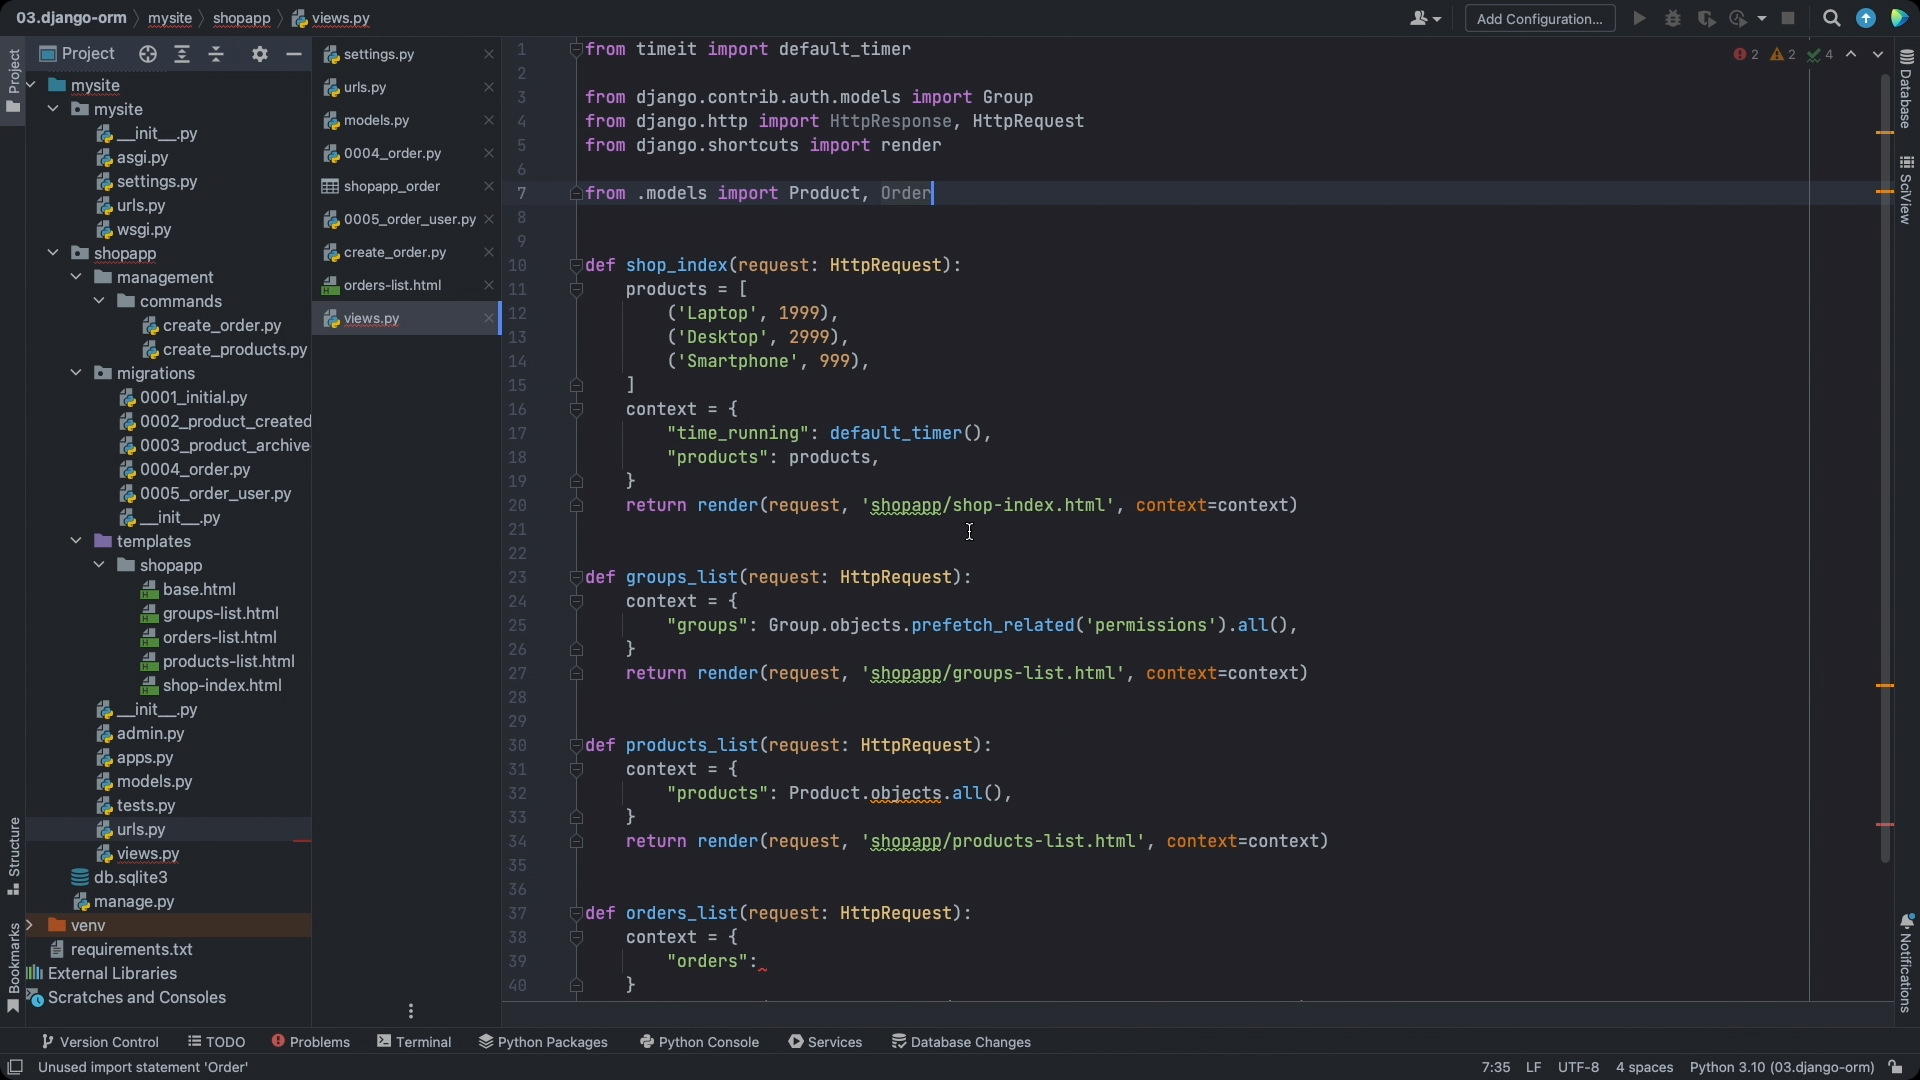 03.django-orm mysite shopapp views.py
Add Configuration...
Project
mysite
mysite
__init__.py
asgi.py
settings.py
urls.py
wsgi.py
shopapp
management
commands
create_order.py
create_products.py
migrations
0001_initial.py
0002_product_created
0003_product_archive
0004_order.py
0005_order_user.py
__init__.py
templates
shopapp
base.html
groups-list.html
orders-list.html
products-list.html
shop-index.html
__init__.py
admin.py
apps.py
models.py
tests.py
urls.py
views.py
db.sqlite3
manage.py
venv
requirements.txt
External Libraries
Scratches and Consoles
Project
Structure
Bookmarks
settings.py
urls.py
models.py
0004_order.py
shopapp_order
0005_order_user.py
create_order.py
orders-list.html
views.py
2 2 4
1 from timeit import default_timer
2
3 from django.contrib.auth.models import Group
4 from django.http import HttpResponse, HttpRequest
5 from django.shortcuts import render
6
7 from .models import Product, Order
8
9
10 def shop_index(request: HttpRequest):
11 products = [
12 ('Laptop', 1999),
13 ('Desktop', 2999),
14 ('Smartphone', 999),
15 ]
16 context = {
17 "time_running": default_timer(),
18 "products": products,
19 }
20 return render(request, 'shopapp/shop-index.html', context=context)
21
22
23 def groups_list(request: HttpRequest):
24 context = {
25 "groups": Group.objects.prefetch_related('permissions').all(),
26 }
27 return render(request, 'shopapp/groups-list.html', context=context)
28
29
30 def products_list(request: HttpRequest):
31 context = {
32 "products": Product.objects.all(),
33 }
34 return render(request, 'shopapp/products-list.html', context=context)
35
36
37 def orders_list(request: HttpRequest):
38 context = {
39 "orders":
40 }
Database
SciView
Notifications
Version Control TODO Problems Terminal Python Packages Python Console Services Database Changes
Unused import statement 'Order' 7:35 LF UTF-8 4 spaces Python 3.10 (03.django-orm)